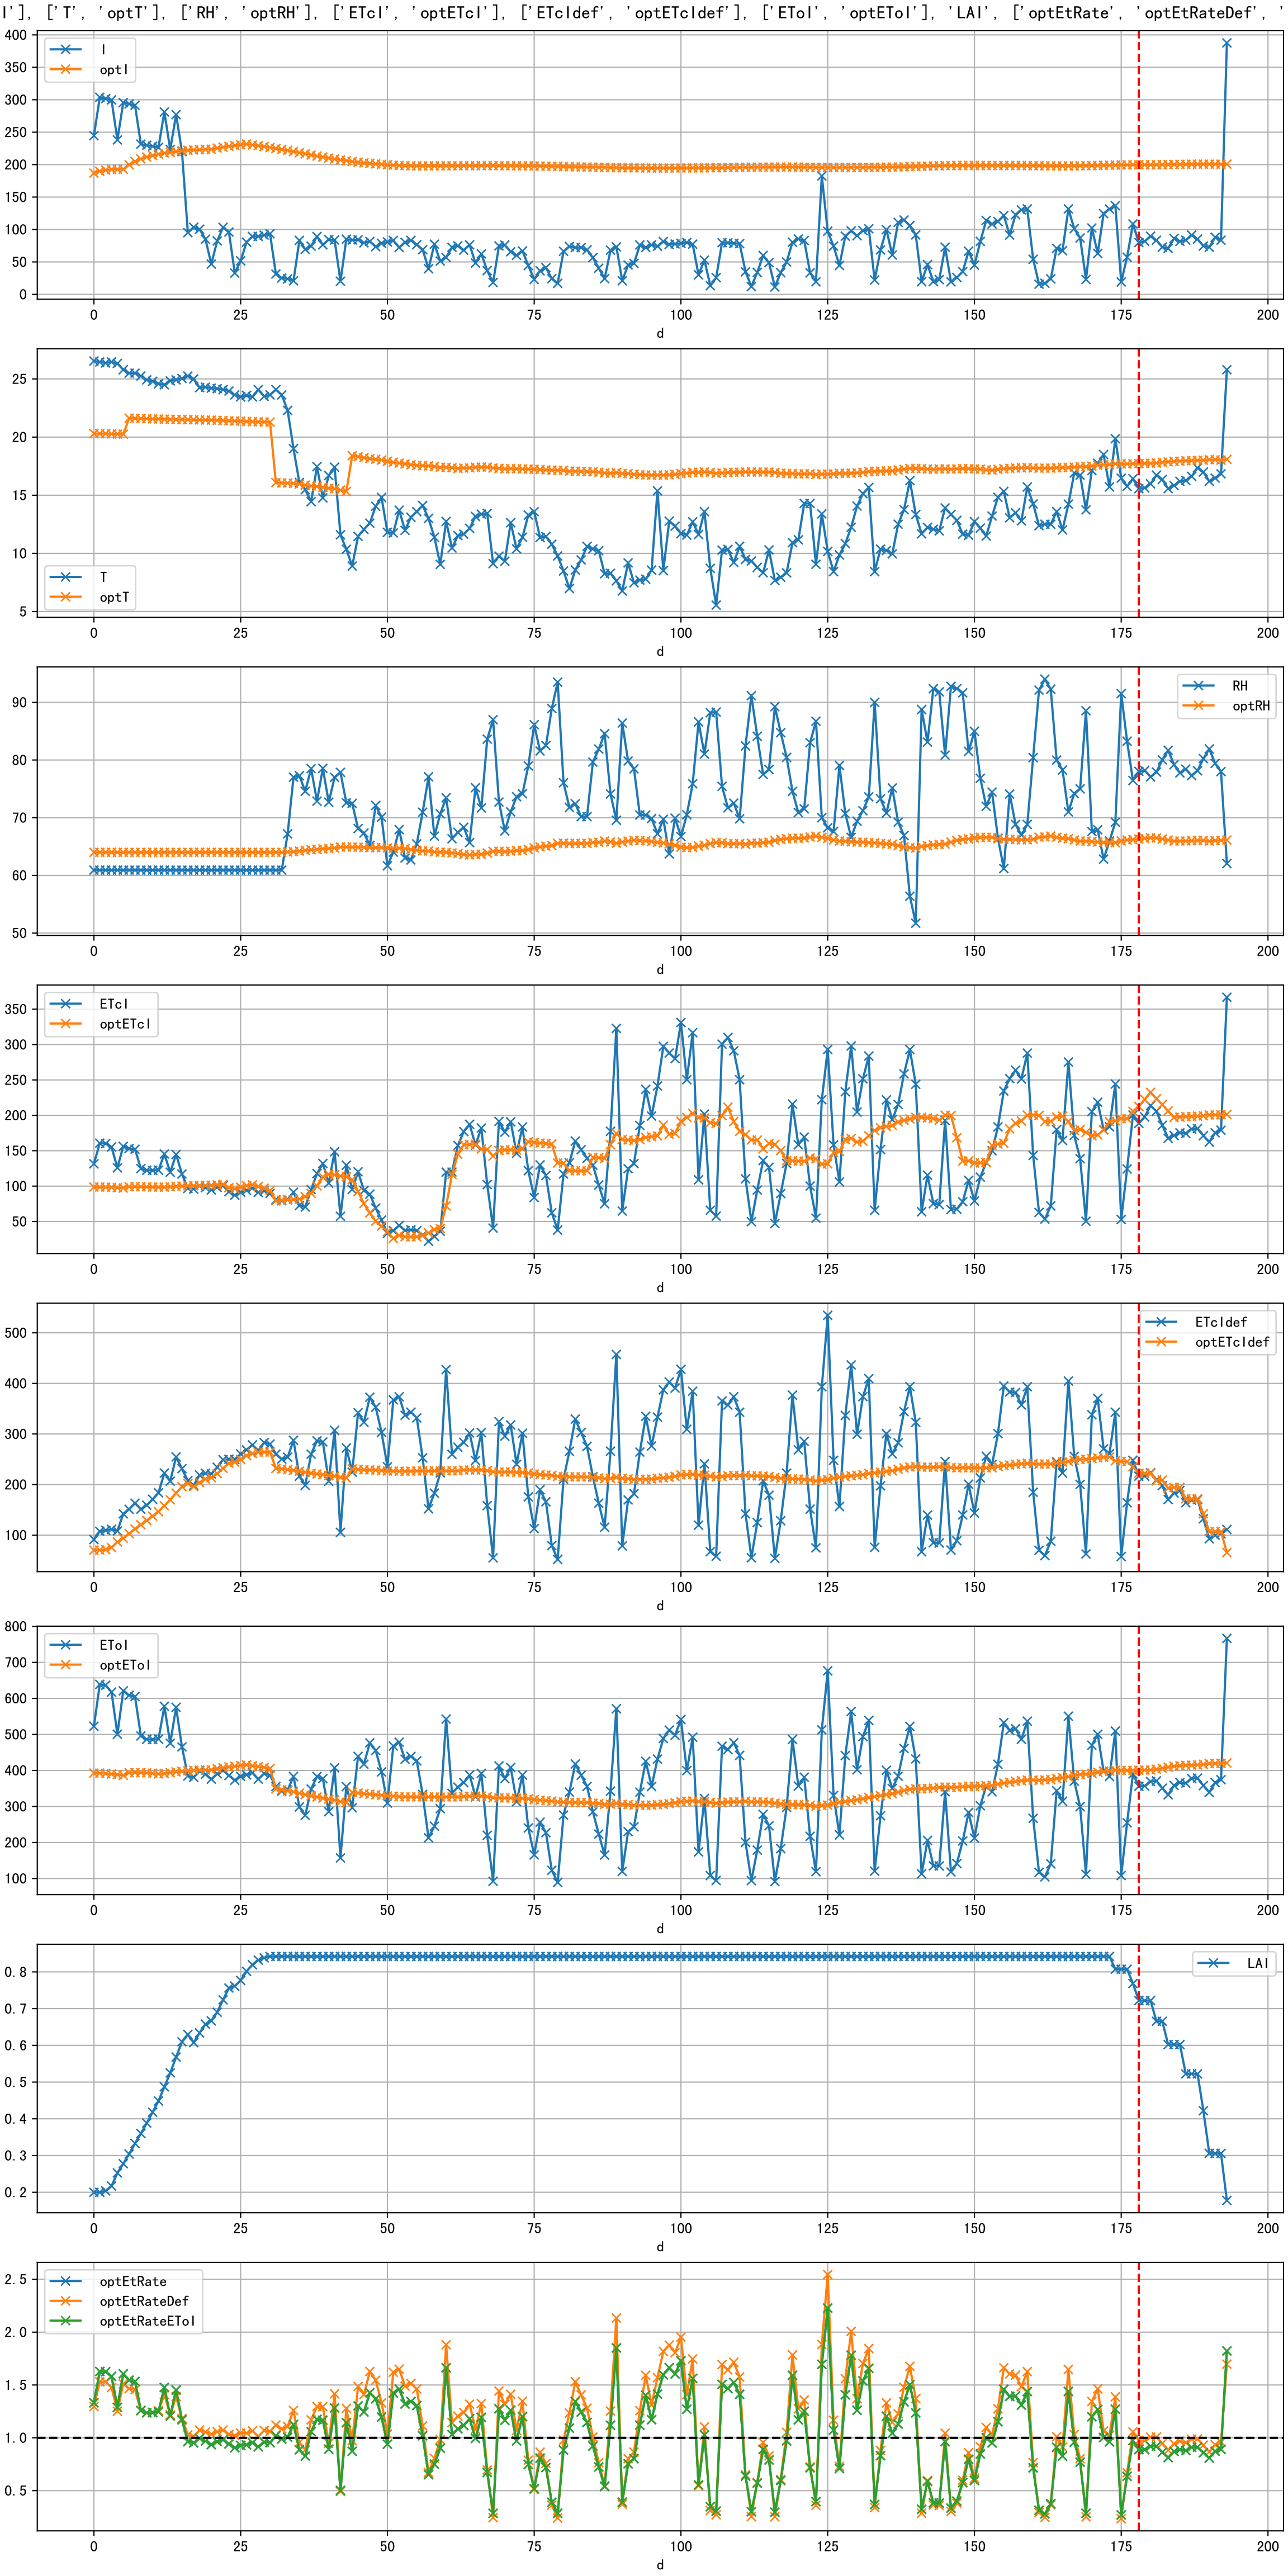 I'], ['T', 'optT'], ['RH', 'optRH'], ['ETcI', 'optETcI'], ['ETcIdef', 'optETcIdef'], ['EToI', 'optEToI'], 'LAI', ['optEtRate', 'optEtRateDef', '
400
350
300
250
200
150
100
50
0
I
optI
0 25 50 75 100 125 150 175 200
d
25
20
15
10
5
T
optT
0 25 50 75 100 125 150 175 200
d
90
80
70
60
50
RH
optRH
0 25 50 75 100 125 150 175 200
d
350
300
250
200
150
100
50
ETcI
optETcI
0 25 50 75 100 125 150 175 200
d
500
400
300
200
100
ETcIdef
optETcIdef
0 25 50 75 100 125 150 175 200
d
800
700
600
500
400
300
200
100
EToI
optEToI
0 25 50 75 100 125 150 175 200
d
0.8
0.7
0.6
0.5
0.4
0.3
0.2
LAI
0 25 50 75 100 125 150 175 200
d
2.5
2.0
1.5
1.0
0.5
optEtRate
optEtRateDef
optEtRateEToI
0 25 50 75 100 125 150 175 200
d